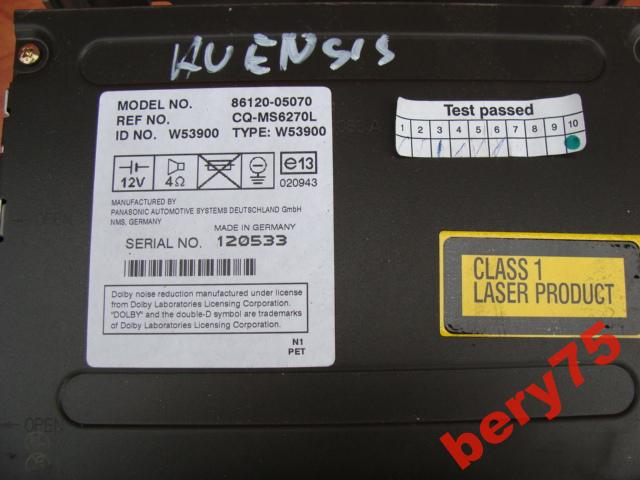 AVENSIS
MODEL NO. 86120-05070
REF NO. CQ-MS6270L
ID NO. W53900 TYPE: W53900
12V 4Ω e13
020943
MANUFACTURED BY
PANASONIC AUTOMOTIVE SYSTEMS DEUTSCHLAND GmbH
NMS, GERMANY
MADE IN GERMANY
SERIAL NO. 120533
Dolby noise reduction manufactured under license
from Dolby Laboratories Licensing Corporation.
"DOLBY" and the double-D symbol are trademarks
of Dolby Laboratories Licensing Corporation.
N1
PET
Test passed
1 2 3 4 5 6 7 8 9 10
CLASS 1
LASER PRODUCT
OPEN
bery75